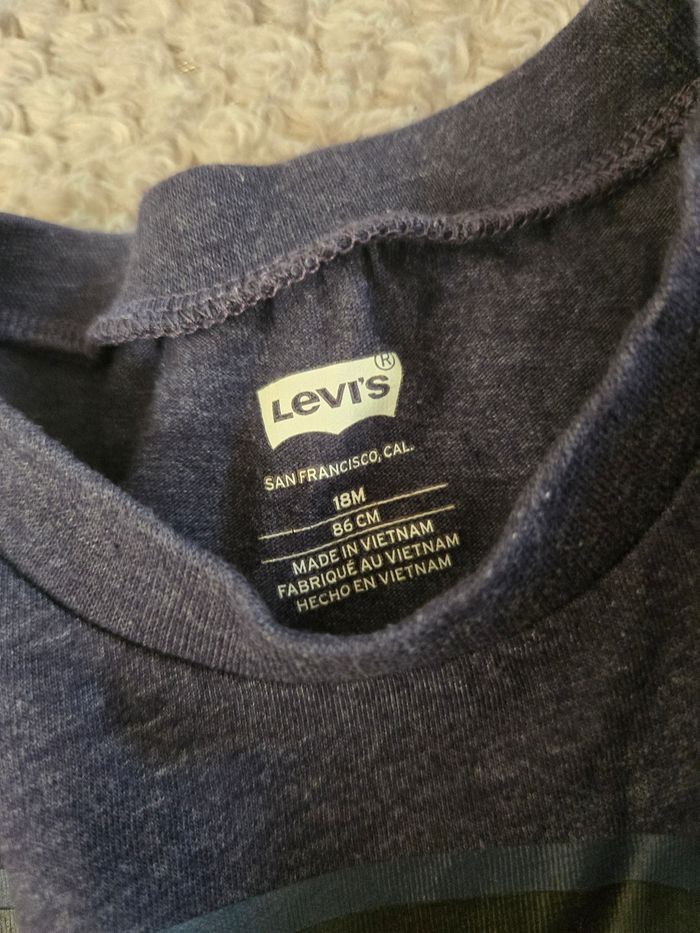 Levi's®
SAN FRANCISCO, CAL.
18M
86 CM
MADE IN VIETNAM
FABRIQUÉ AU VIETNAM
HECHO EN VIETNAM